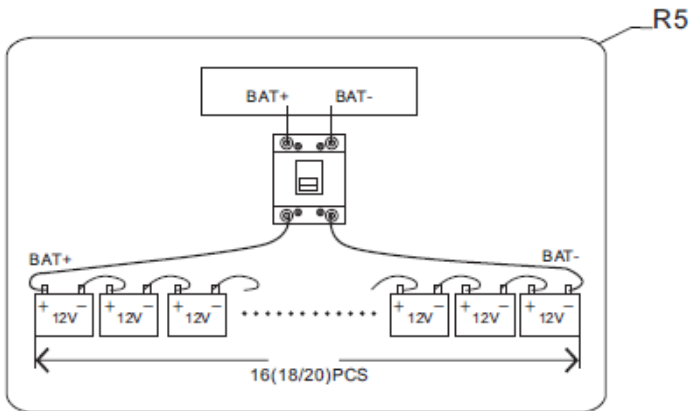 R5
BAT+ BAT-
BAT+ BAT-
+ - + - + - + - + - + -
12V 12V 12V 12V 12V 12V
16(18/20)PCS